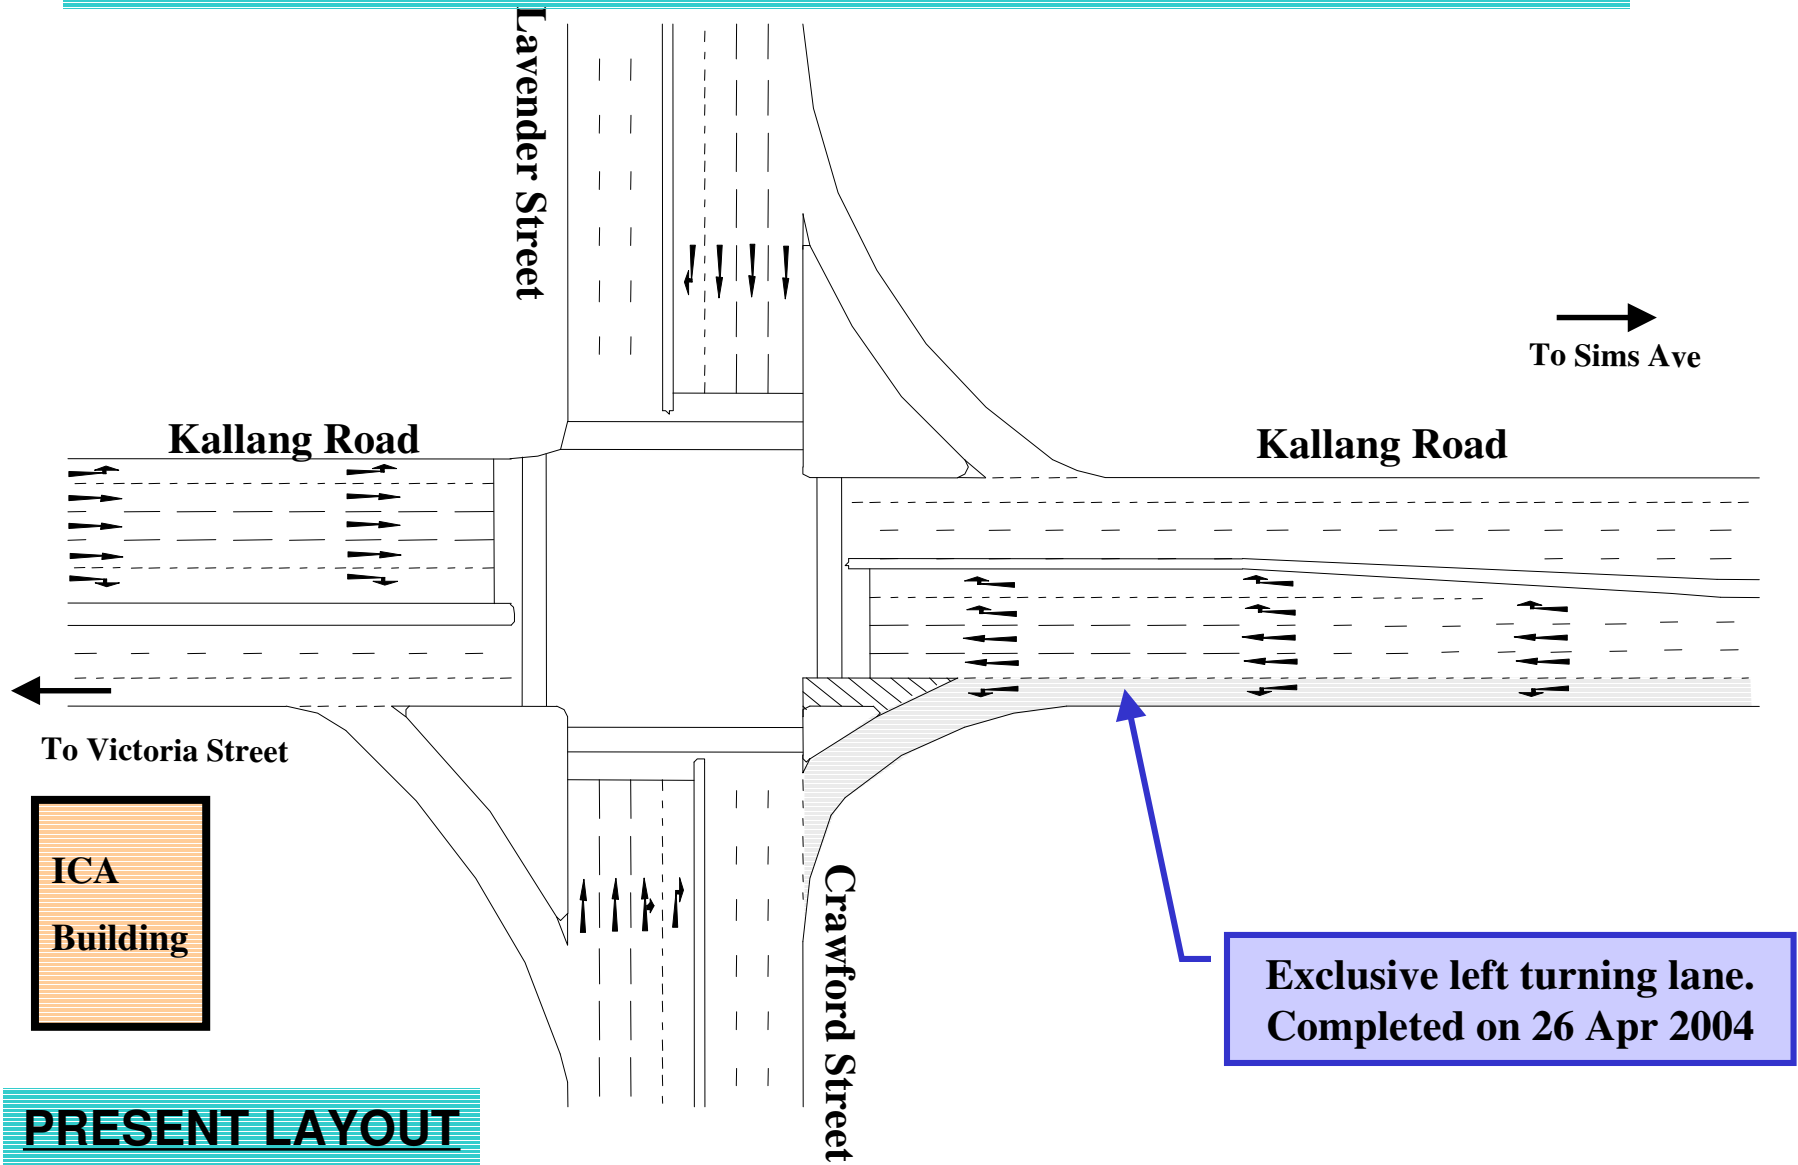 Lavender Street
To Sims Ave
Kallang Road
Kallang Road
To Victoria Street
ICA
Building
Crawford Street
Exclusive left turning lane.
Completed on 26 Apr 2004
PRESENT LAYOUT